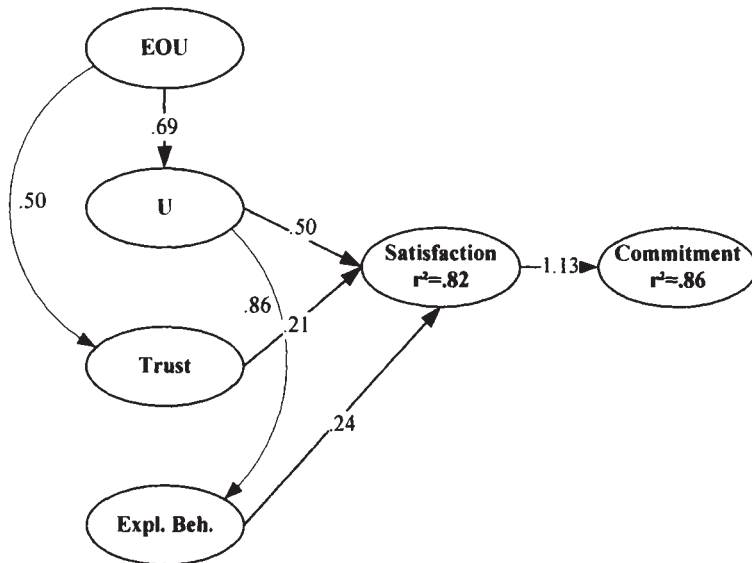 EOU
.69
.50
U
.50
Satisfaction
r²=.82
1.13
Commitment
r²=.86
.86
.21
Trust
.24
Expl. Beh.